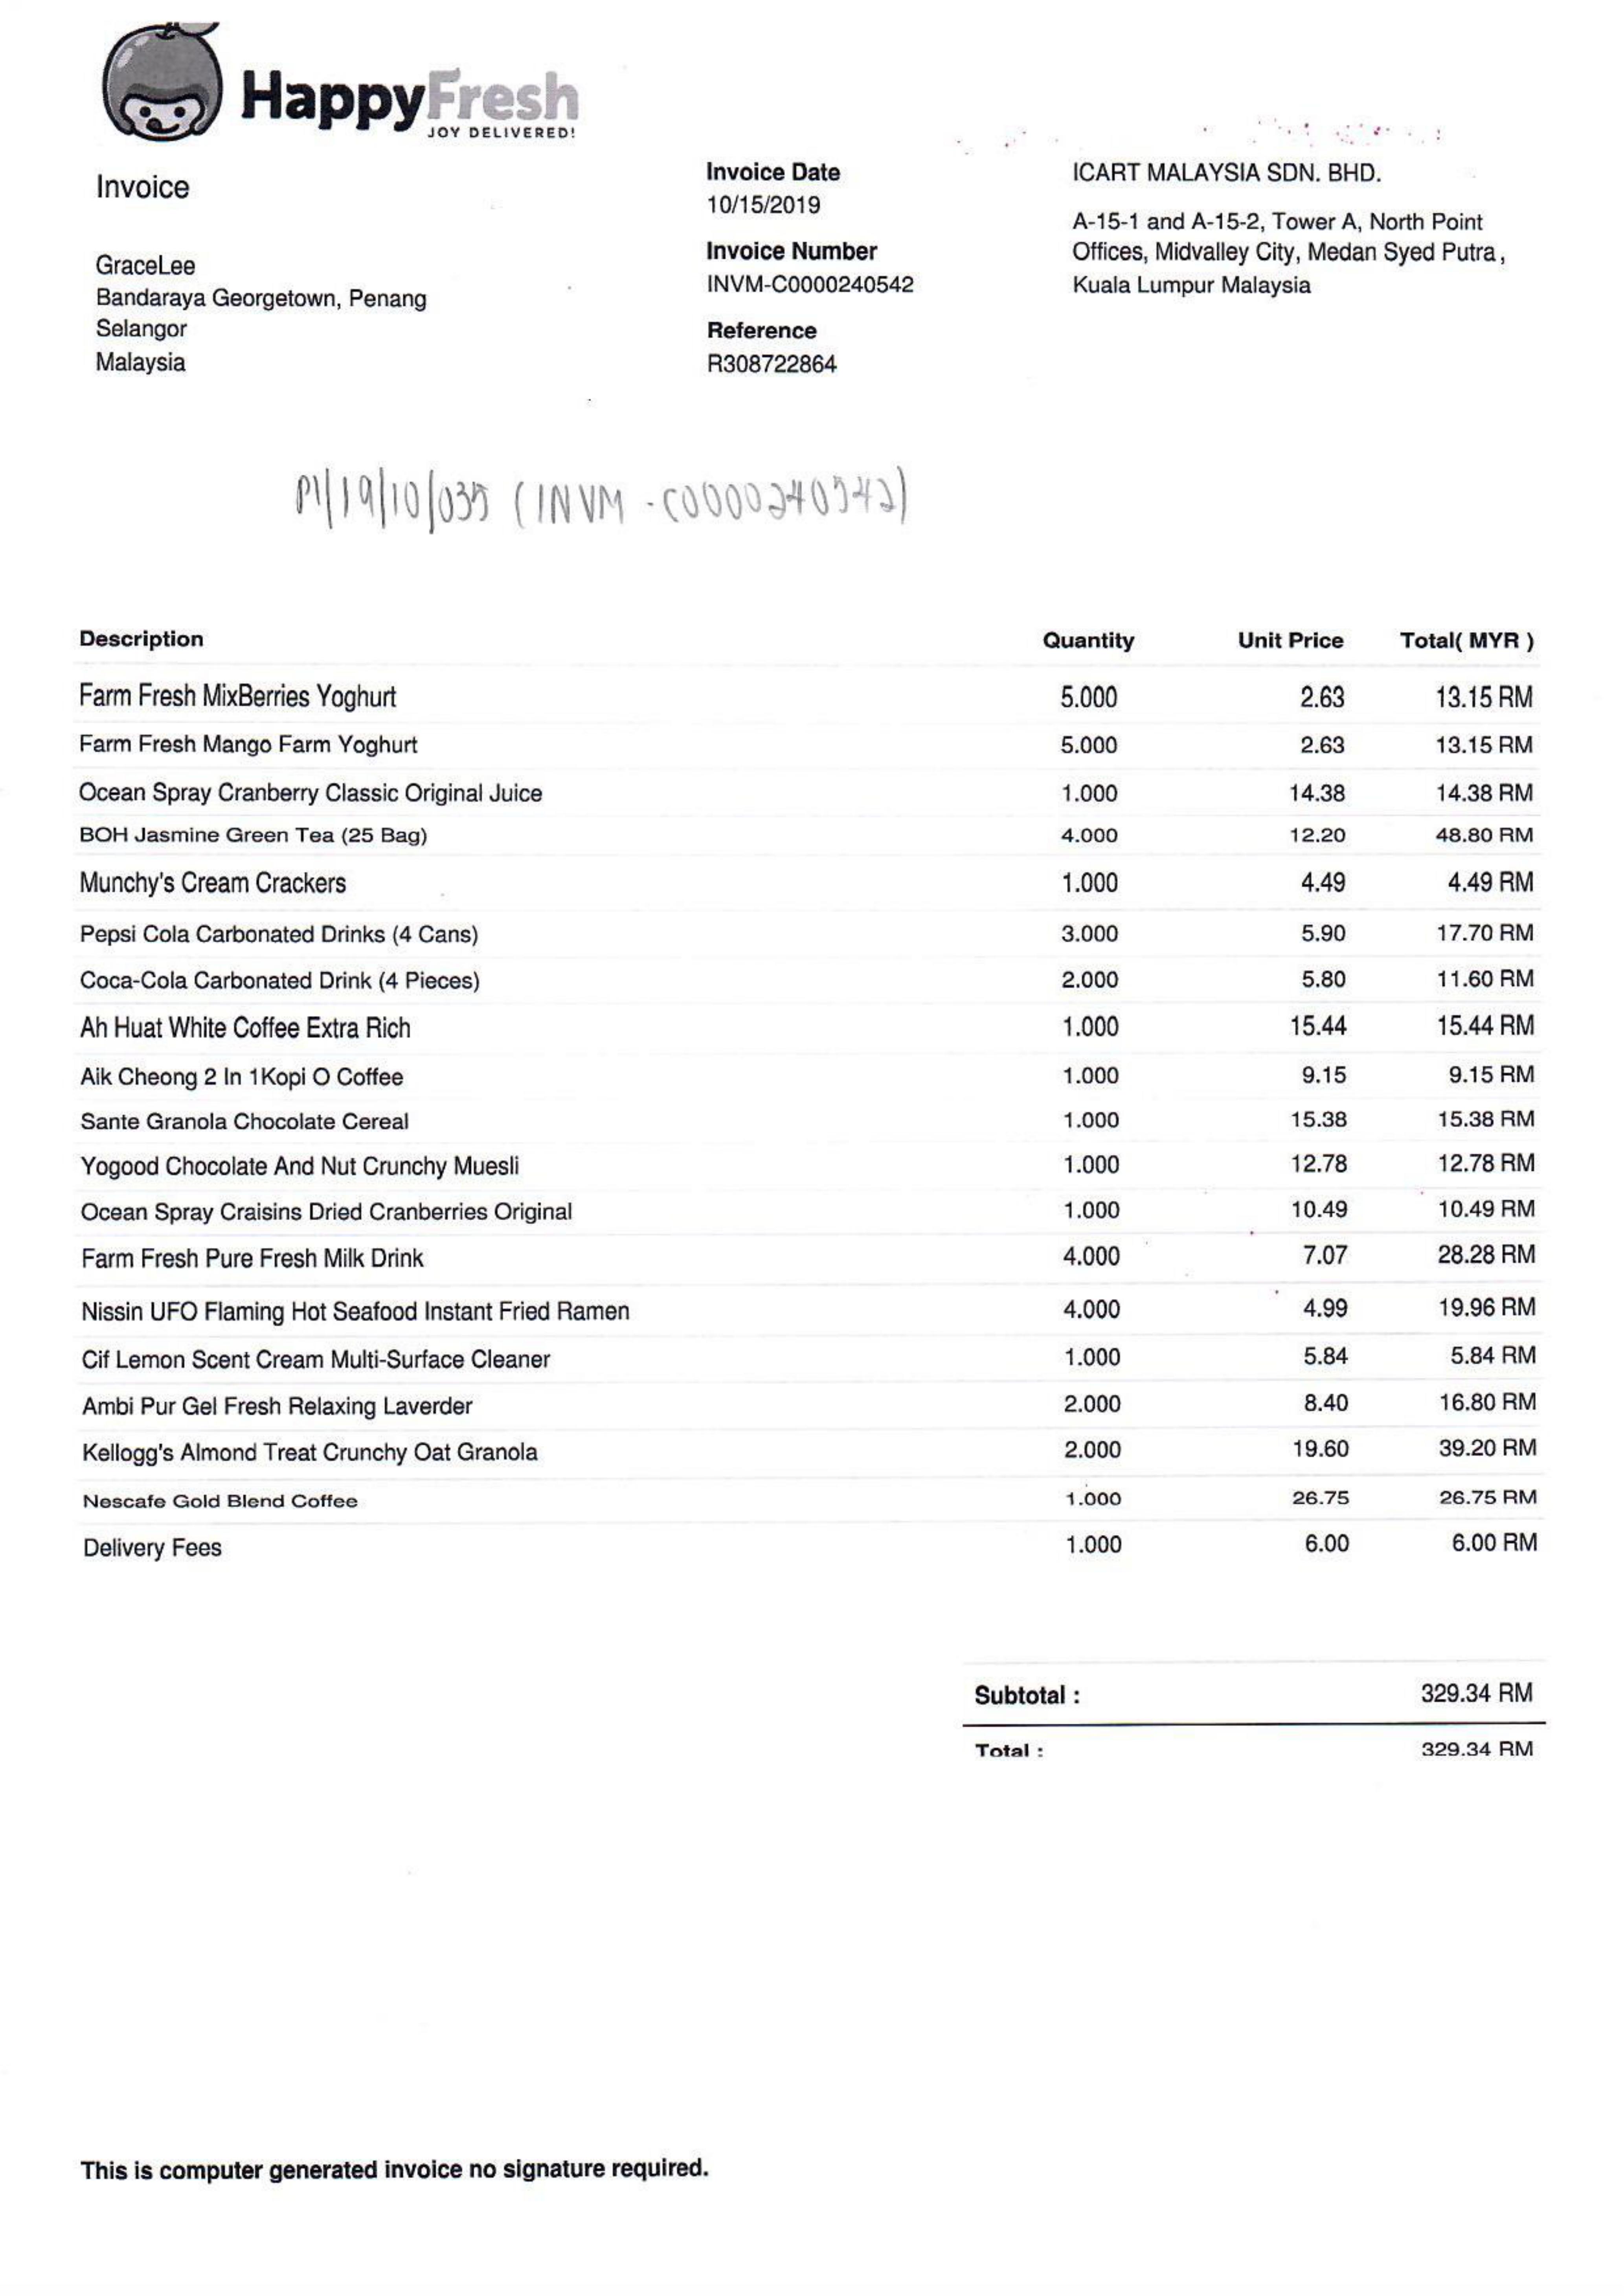 HappyFresh
JOY DELIVERED!
Invoice
GraceLee
Bandaraya Georgetown, Penang
Selangor
Malaysia
Invoice Date
10/15/2019
Invoice Number
INVM-C0000240542
Reference
R308722864
ICART MALAYSIA SDN. BHD.
A-15-1 and A-15-2, Tower A, North Point
Offices, Midvalley City, Medan Syed Putra,
Kuala Lumpur Malaysia
PI/19/10/035 (INVM-C0000240542)
Description Quantity Unit Price Total( MYR )
Farm Fresh MixBerries Yoghurt 5.000 2.63 13.15 RM
Farm Fresh Mango Farm Yoghurt 5.000 2.63 13.15 RM
Ocean Spray Cranberry Classic Original Juice 1.000 14.38 14.38 RM
BOH Jasmine Green Tea (25 Bag) 4.000 12.20 48.80 RM
Munchy's Cream Crackers 1.000 4.49 4.49 RM
Pepsi Cola Carbonated Drinks (4 Cans) 3.000 5.90 17.70 RM
Coca-Cola Carbonated Drink (4 Pieces) 2.000 5.80 11.60 RM
Ah Huat White Coffee Extra Rich 1.000 15.44 15.44 RM
Aik Cheong 2 In 1Kopi O Coffee 1.000 9.15 9.15 RM
Sante Granola Chocolate Cereal 1.000 15.38 15.38 RM
Yogood Chocolate And Nut Crunchy Muesli 1.000 12.78 12.78 RM
Ocean Spray Craisins Dried Cranberries Original 1.000 10.49 10.49 RM
Farm Fresh Pure Fresh Milk Drink 4.000 7.07 28.28 RM
Nissin UFO Flaming Hot Seafood Instant Fried Ramen 4.000 4.99 19.96 RM
Cif Lemon Scent Cream Multi-Surface Cleaner 1.000 5.84 5.84 RM
Ambi Pur Gel Fresh Relaxing Laverder 2.000 8.40 16.80 RM
Kellogg's Almond Treat Crunchy Oat Granola 2.000 19.60 39.20 RM
Nescafe Gold Blend Coffee 1.000 26.75 26.75 RM
Delivery Fees 1.000 6.00 6.00 RM
Subtotal : 329.34 RM
Total : 329.34 RM
This is computer generated invoice no signature required.